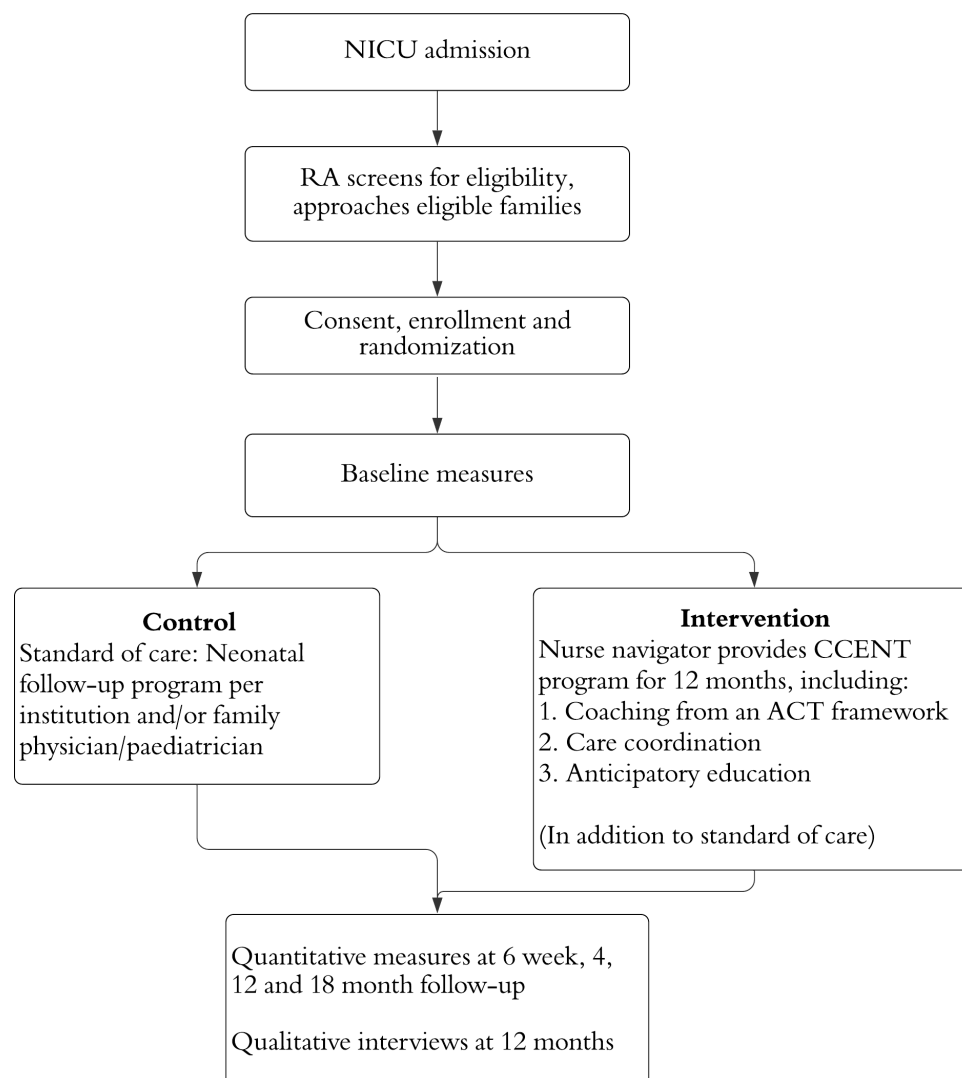 NICU admission
RA screens for eligibility,
approaches eligible families
Consent, enrollment and
randomization
Baseline measures
Control
Standard of care: Neonatal
follow-up program per
institution and/or family
physician/paediatrician
Intervention
Nurse navigator provides CCENT
program for 12 months, including:
1. Coaching from an ACT framework
2. Care coordination
3. Anticipatory education
(In addition to standard of care)
Quantitative measures at 6 week, 4,
12 and 18 month follow-up
Qualitative interviews at 12 months